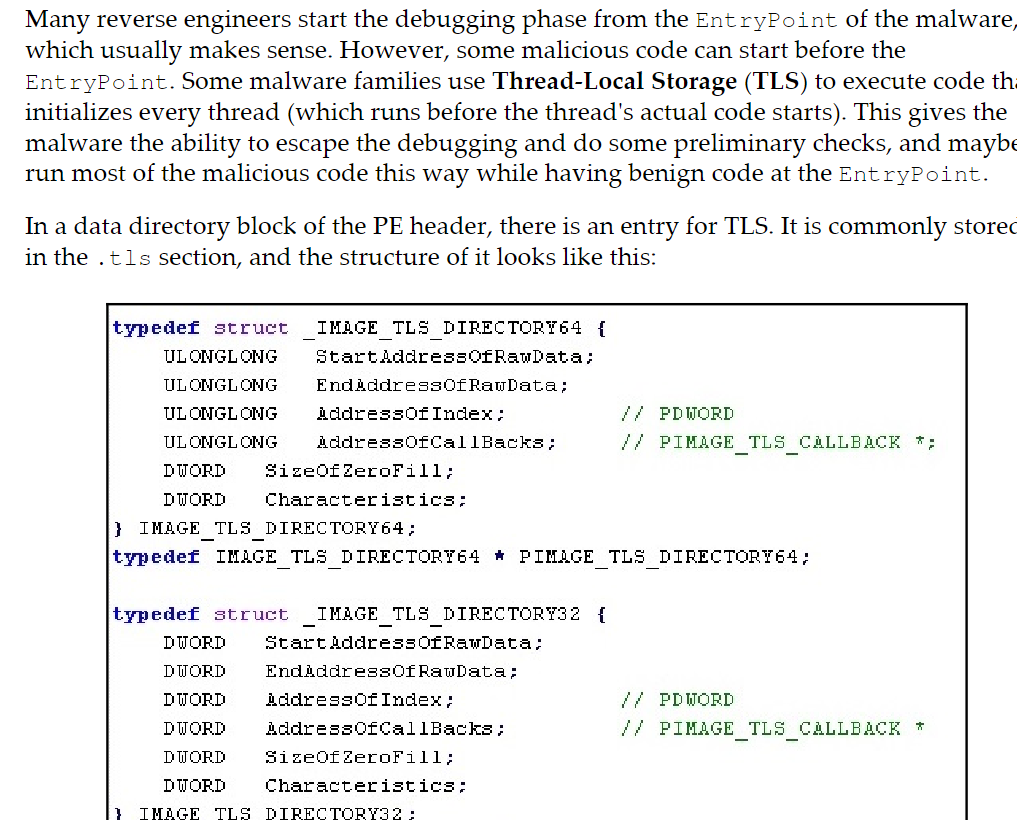 Many reverse engineers start the debugging phase from the EntryPoint of the malware,
which usually makes sense. However, some malicious code can start before the
EntryPoint. Some malware families use Thread-Local Storage (TLS) to execute code tha
initializes every thread (which runs before the thread's actual code starts). This gives the
malware the ability to escape the debugging and do some preliminary checks, and maybe
run most of the malicious code this way while having benign code at the EntryPoint.
In a data directory block of the PE header, there is an entry for TLS. It is commonly stored
in the .tls section, and the structure of it looks like this:
typedef struct _IMAGE_TLS_DIRECTORY64 {
ULONGLONG StartAddressOfRawData;
ULONGLONG EndAddressOfRawData;
ULONGLONG AddressOfIndex; // PDWORD
ULONGLONG AddressOfCallBacks; // PIMAGE_TLS_CALLBACK *;
DWORD SizeOfZeroFill;
DWORD Characteristics;
} IMAGE_TLS_DIRECTORY64;
typedef IMAGE_TLS_DIRECTORY64 * PIMAGE_TLS_DIRECTORY64;
typedef struct _IMAGE_TLS_DIRECTORY32 {
DWORD StartAddressOfRawData;
DWORD EndAddressOfRawData;
DWORD AddressOfIndex; // PDWORD
DWORD AddressOfCallBacks; // PIMAGE_TLS_CALLBACK *
DWORD SizeOfZeroFill;
DWORD Characteristics;
} IMAGE_TLS_DIRECTORY32;